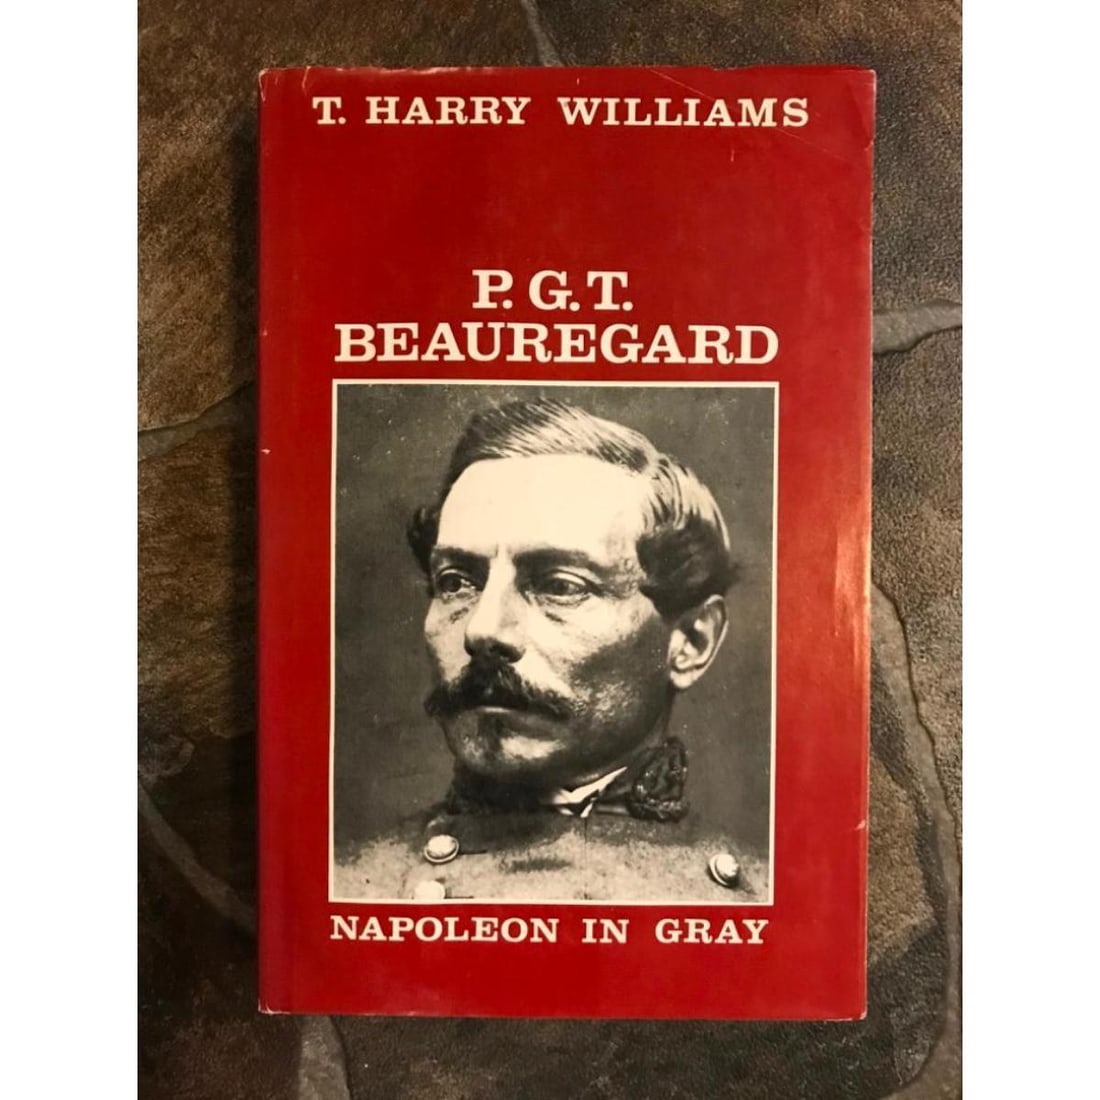 T. HARRY WILLIAMS
P. G. T.
BEAUREGARD
NAPOLEON IN GRAY